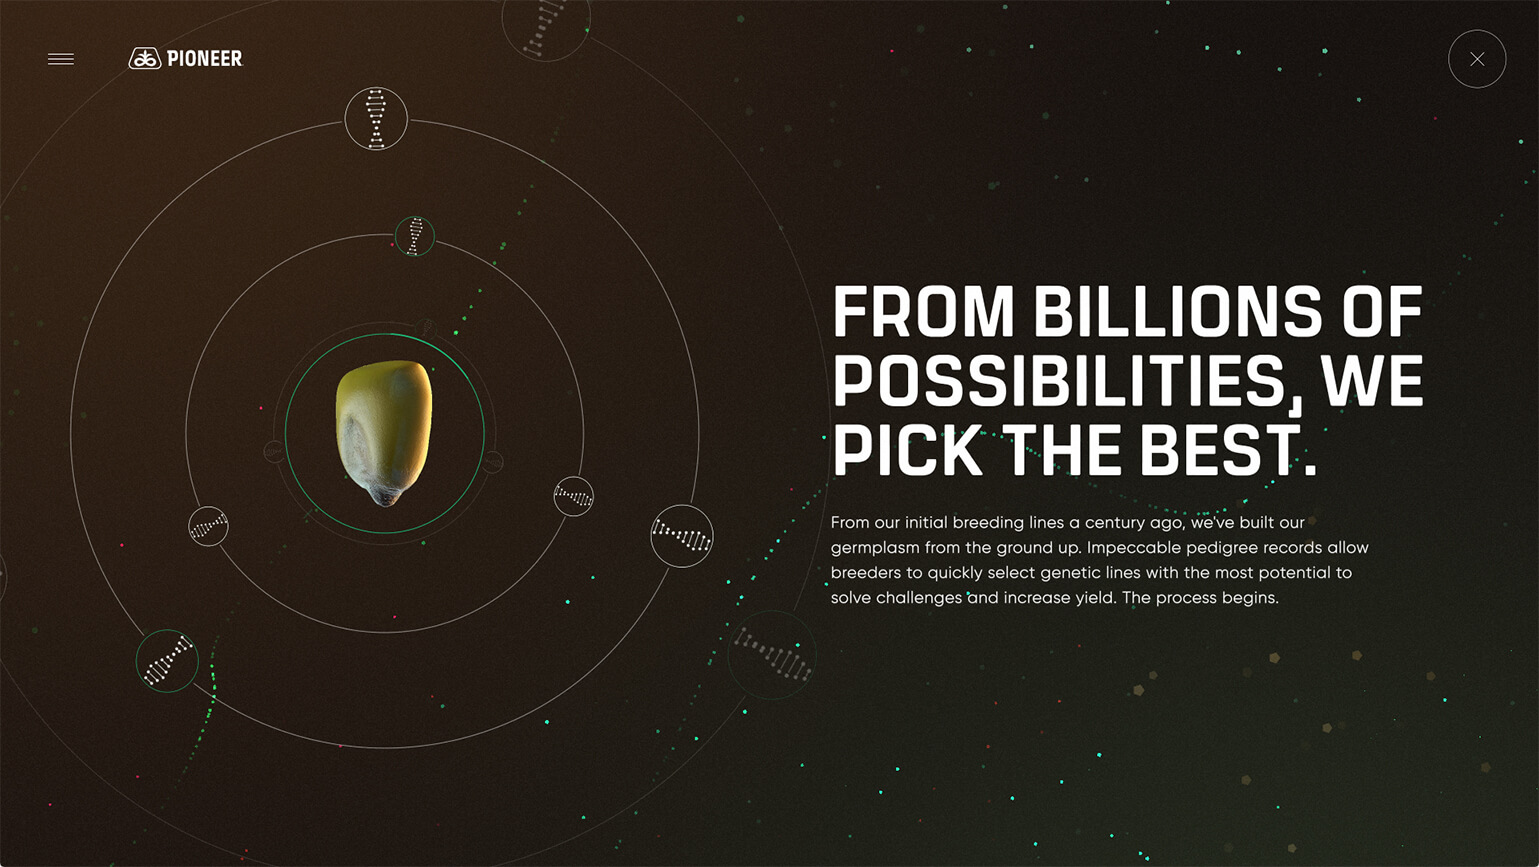 PIONEER
FROM BILLIONS OF
POSSIBILITIES, WE
PICK THE BEST.
From our initial breeding lines a century ago, we've built our
germplasm from the ground up. Impeccable pedigree records allow
breeders to quickly select genetic lines with the most potential to
solve challenges and increase yield. The process begins.